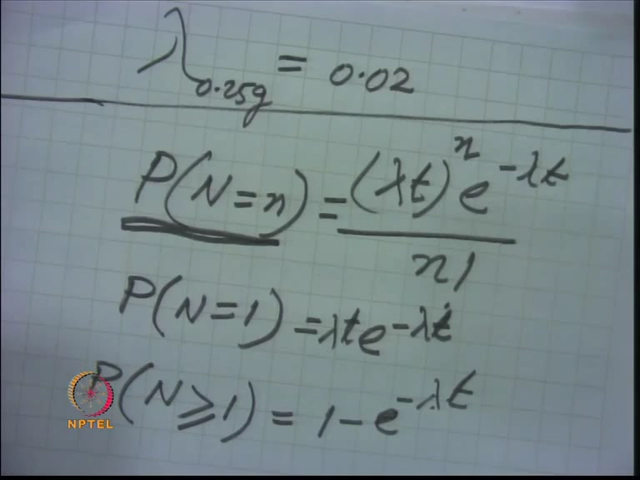 λ₀.₂₅g = 0.02
P(N=n) = (λt)ⁿ e^-λt / n!
P(N=1) = λt e^-λt
P(N≥1) = 1 - e^-λt
NPTEL